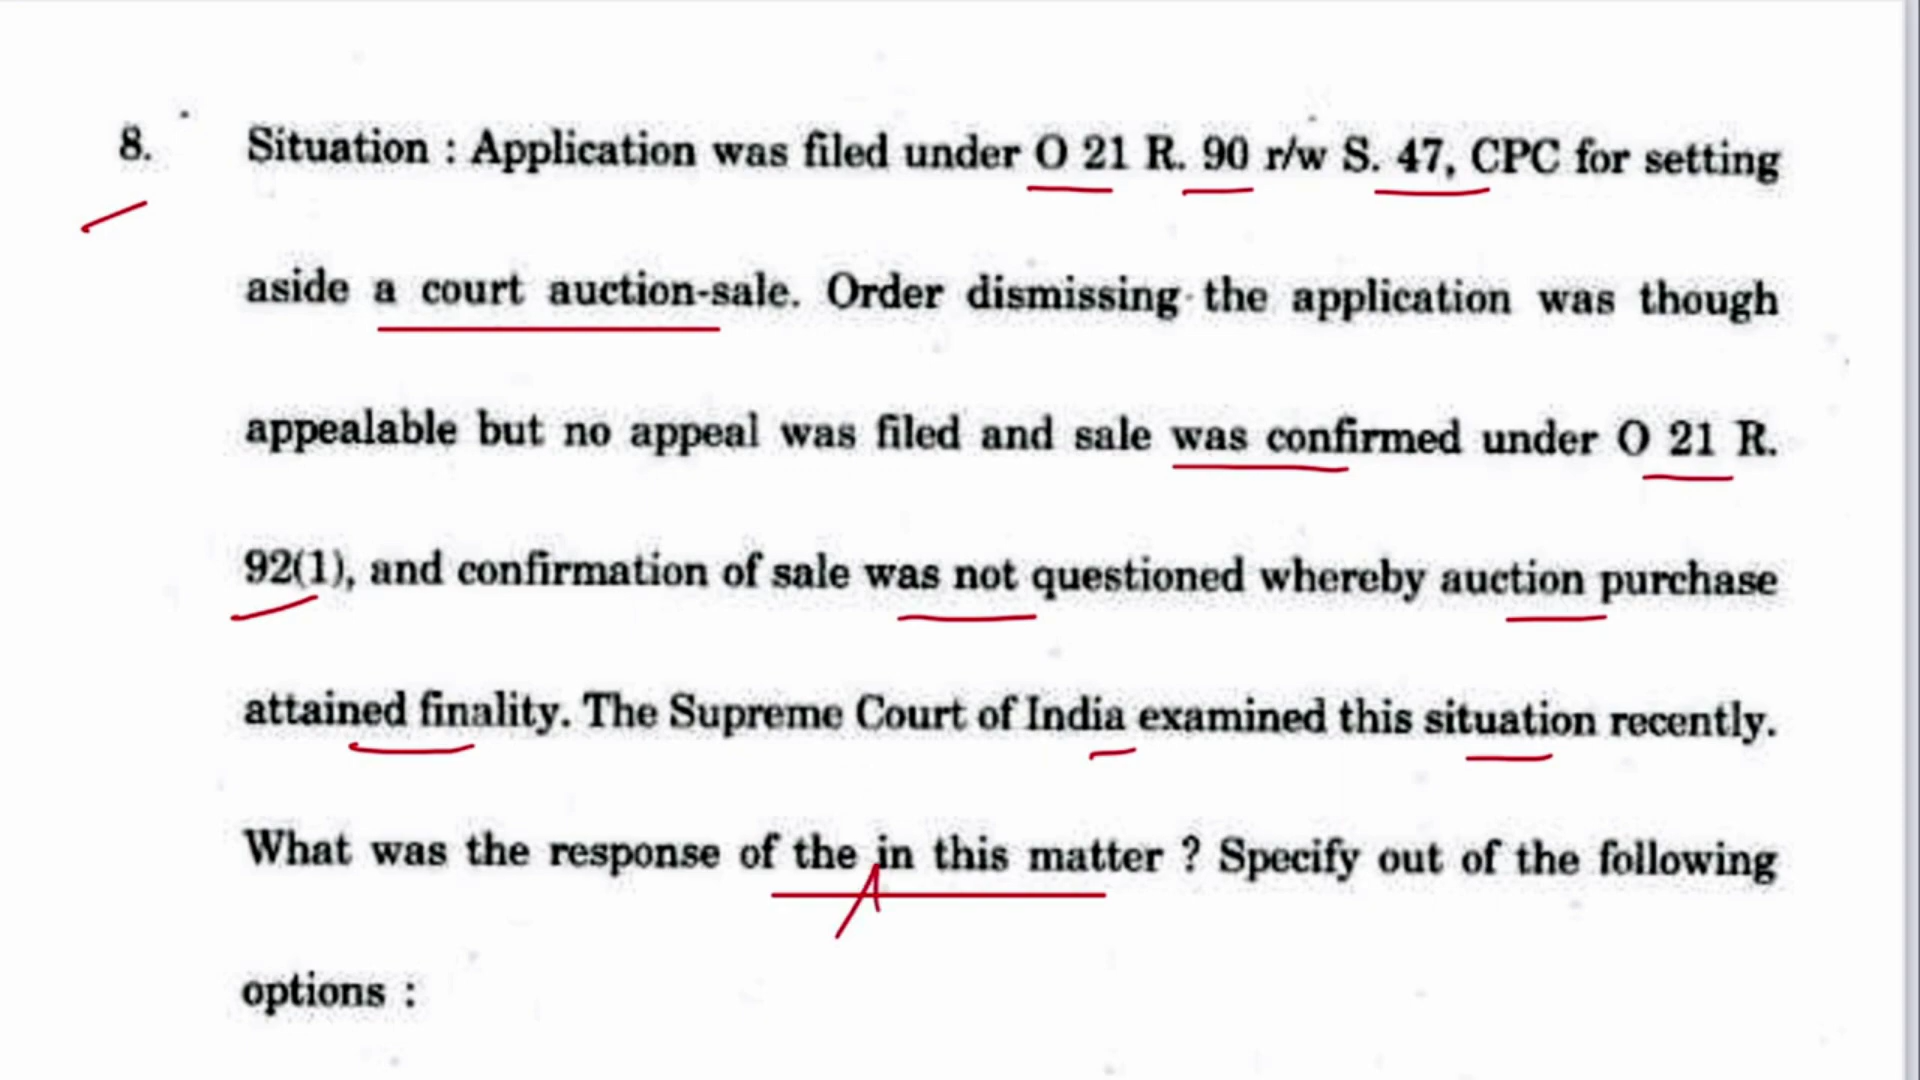 8. Situation : Application was filed under O 21 R. 90 r/w S. 47, CPC for setting
aside a court auction-sale. Order dismissing the application was though
appealable but no appeal was filed and sale was confirmed under O 21 R.
92(1), and confirmation of sale was not questioned whereby auction purchase
attained finality. The Supreme Court of India examined this situation recently.
What was the response of the in this matter ? Specify out of the following
options :